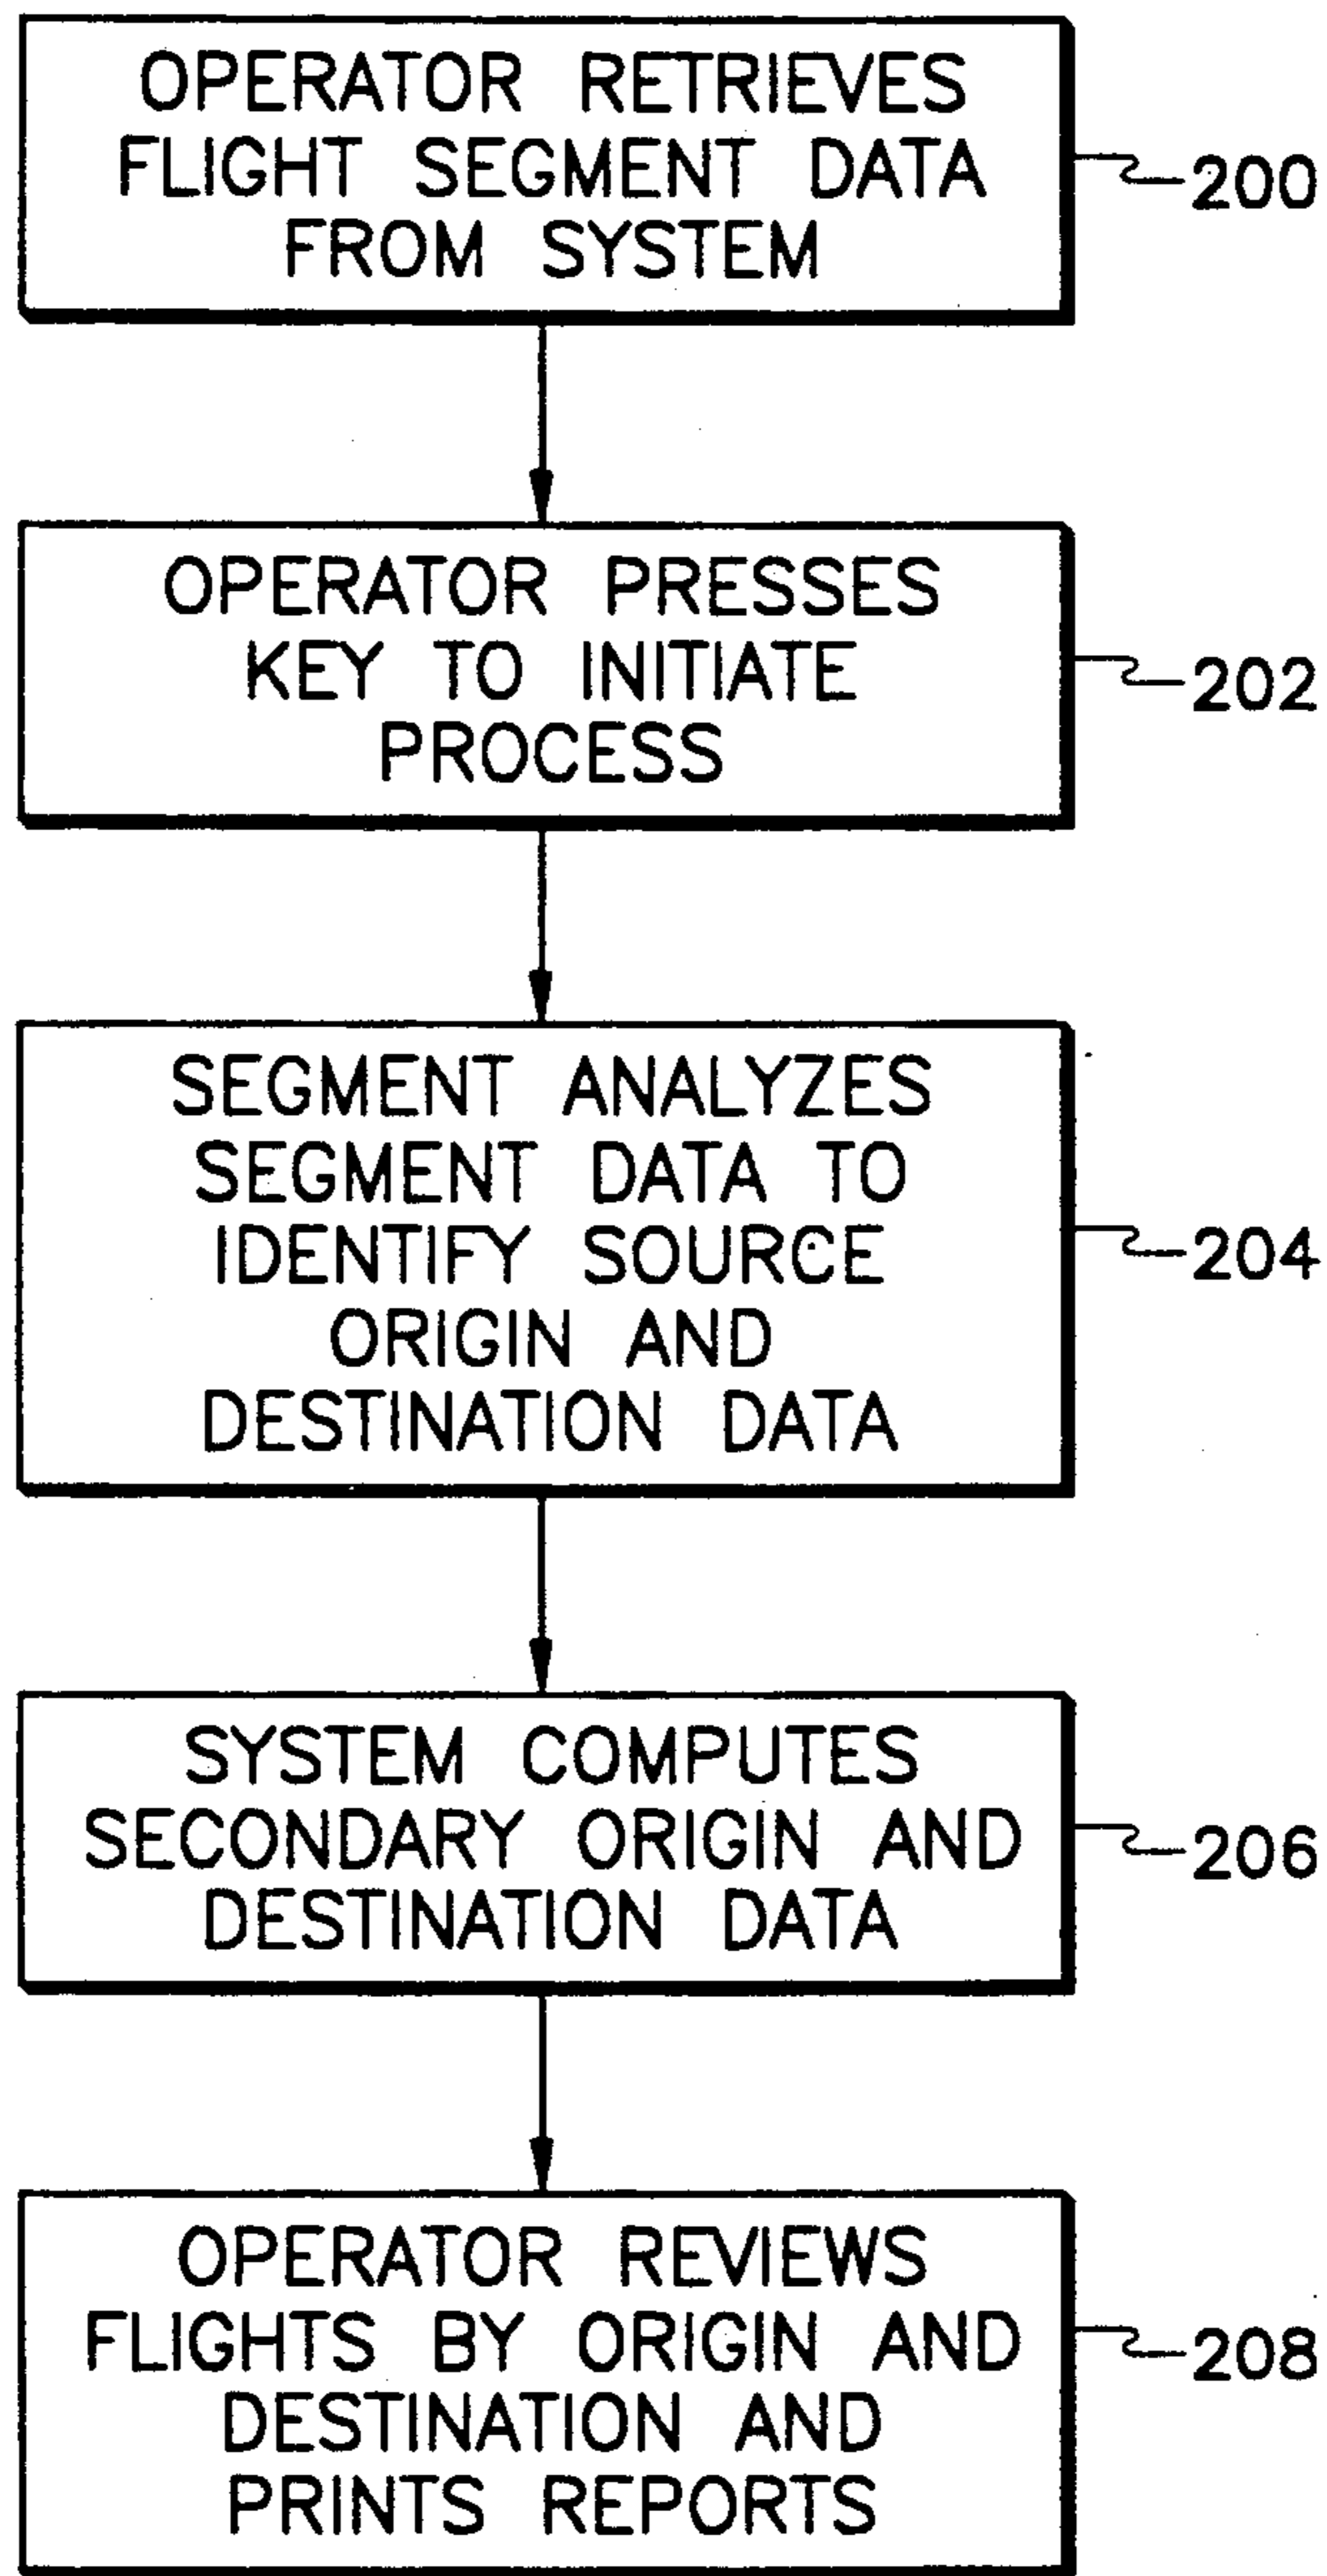 OPERATOR RETRIEVES
FLIGHT SEGMENT DATA
FROM SYSTEM
200
OPERATOR PRESSES
KEY TO INITIATE
PROCESS
202
SEGMENT ANALYZES
SEGMENT DATA TO
IDENTIFY SOURCE
ORIGIN AND
DESTINATION DATA
204
SYSTEM COMPUTES
SECONDARY ORIGIN AND
DESTINATION DATA
206
OPERATOR REVIEWS
FLIGHTS BY ORIGIN AND
DESTINATION AND
PRINTS REPORTS
208